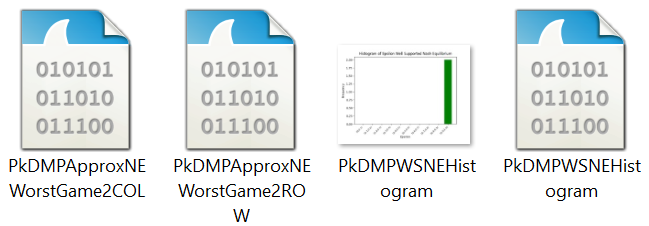 010101
011010
011100
PkDMPApproxNE
WorstGame2COL
010101
011010
011100
PkDMPApproxNE
WorstGame2RO
W
Histogram of Epsilon Well Supported Nash Equilibrium
PkDMPWSNEHist
ogram
010101
011010
011100
PkDMPWSNEHist
ogram